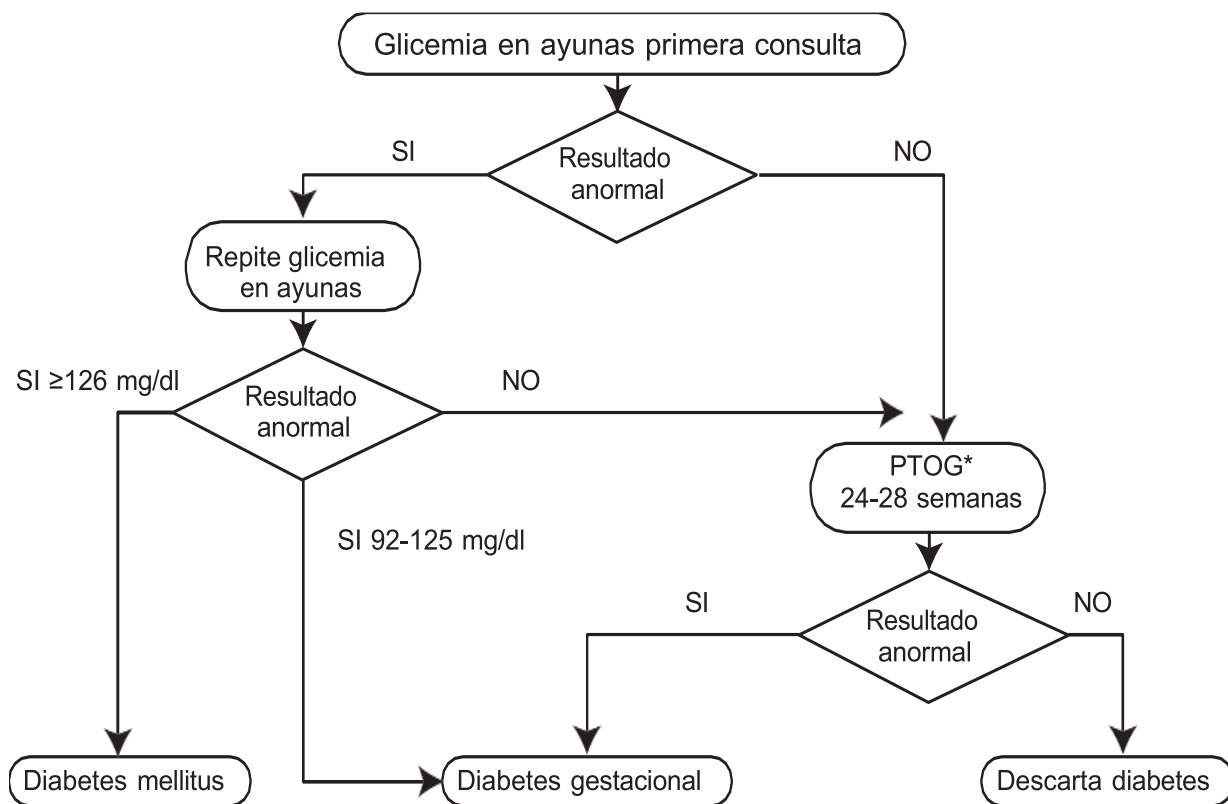 Glicemia en ayunas primera consulta
SI
Resultado
anormal
NO
Repite glicemia
en ayunas
SI ≥126 mg/dl
Resultado
anormal
NO
PTOG*
24-28 semanas
SI 92-125 mg/dl
SI
Resultado
anormal
NO
Diabetes mellitus
Diabetes gestacional
Descarta diabetes